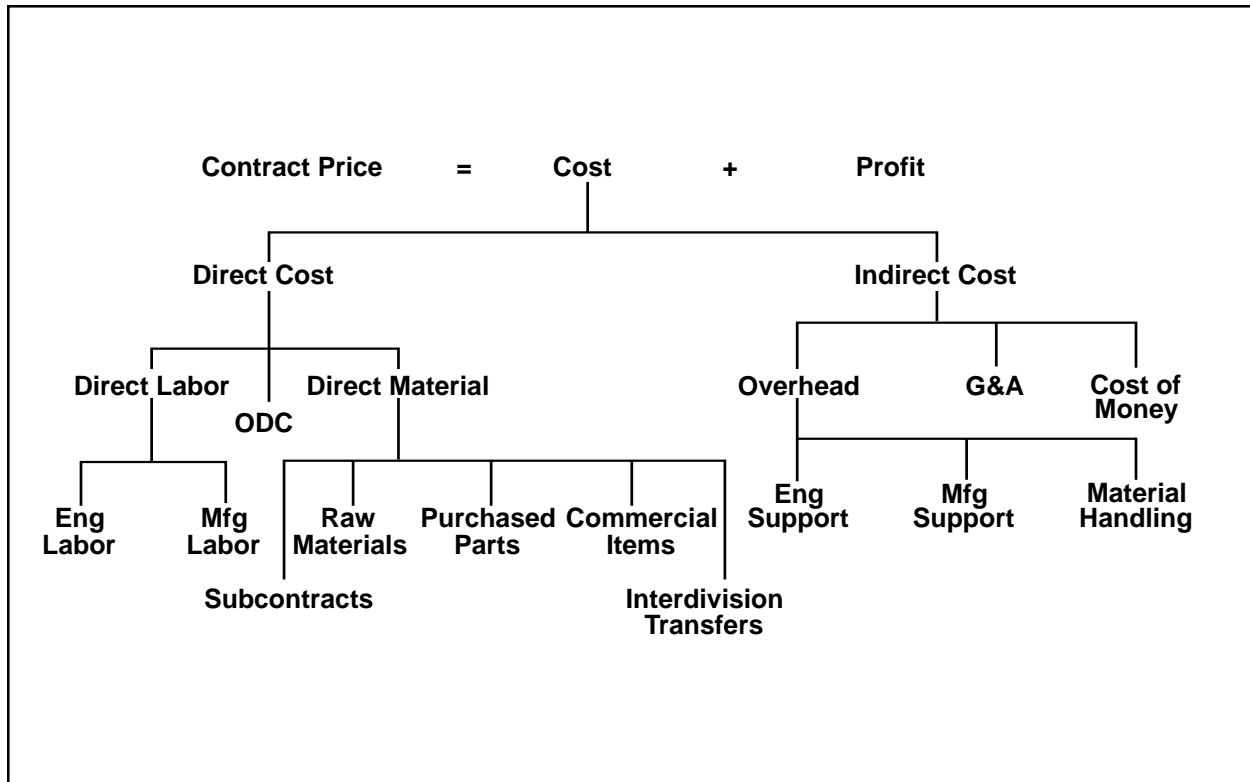 Contract Price = Cost + Profit
Direct Cost
Indirect Cost
Direct Labor
ODC
Direct Material
Overhead
G&A
Cost of
Money
Eng
Labor
Mfg
Labor
Subcontracts
Raw
Materials
Purchased
Parts
Commercial
Items
Interdivision
Transfers
Eng
Support
Mfg
Support
Material
Handling